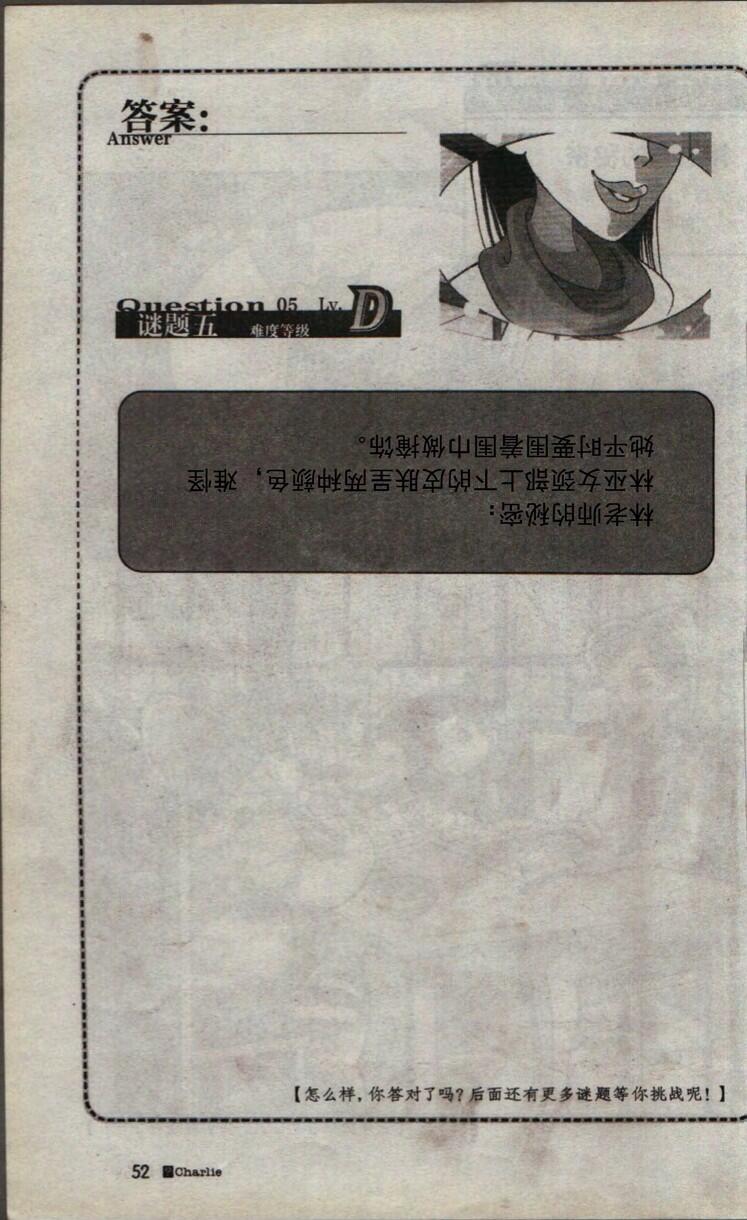 答案:
Answer
Question 05 Lv. D
谜题五 难度等级
林老师的秘密:
林巫女颈部上下的皮肤呈两种颜色，难怪
她平时要围着围巾做掩饰。
【怎么样,你答对了吗?后面还有更多谜题等你挑战呢!】
52 Charlie